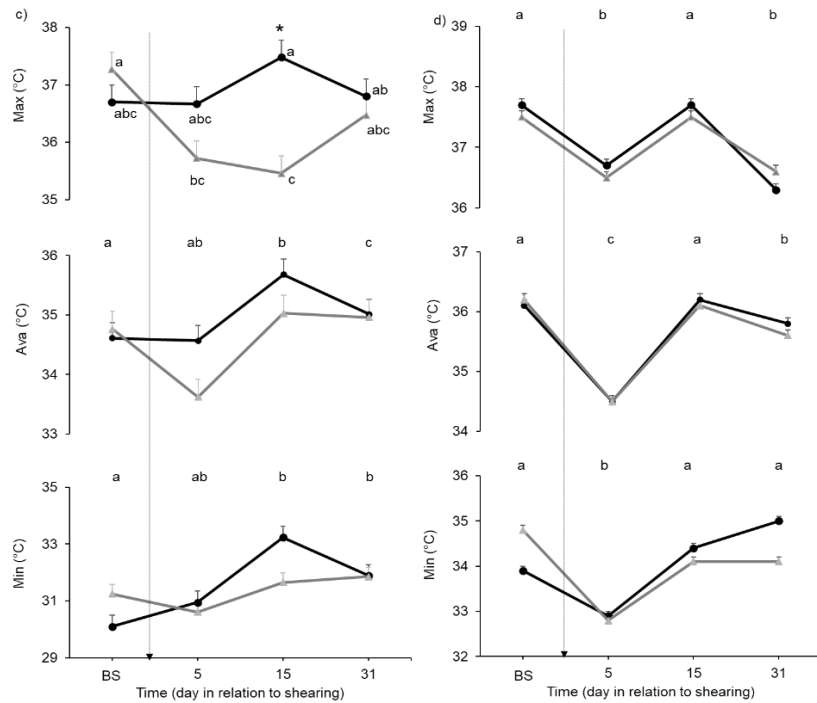 c)
Max (°C)
38
37
36
35
*
a
abc
abc
bc
a
c
ab
abc
Ava (°C)
36
35
34
33
a ab b c
Min (°C)
35
33
31
29
a ab b b
BS 5 15 31
Time (day in relation to shearing)
d)
Max (°C)
39
38
37
36
a b a b
Ava (°C)
37
36
35
34
a c a b
Min (°C)
36
35
34
33
32
a b a a
BS 5 15 31
Time (day in relation to shearing)